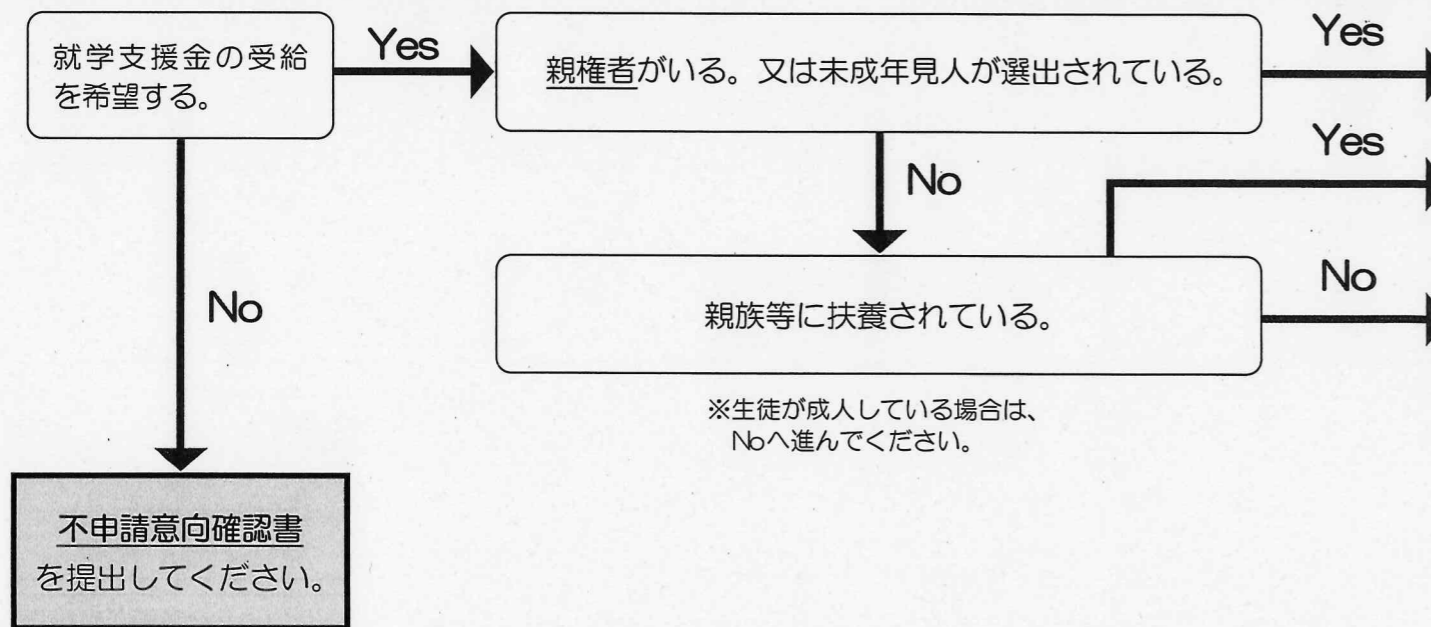 就学支援金の受給
を希望する。
Yes
親権者がいる。又は未成年見人が選出されている。
Yes
No
Yes
親族等に扶養されている。
No
※生徒が成人している場合は、
Noへ進んでください。
No
不申請意向確認書
を提出してください。